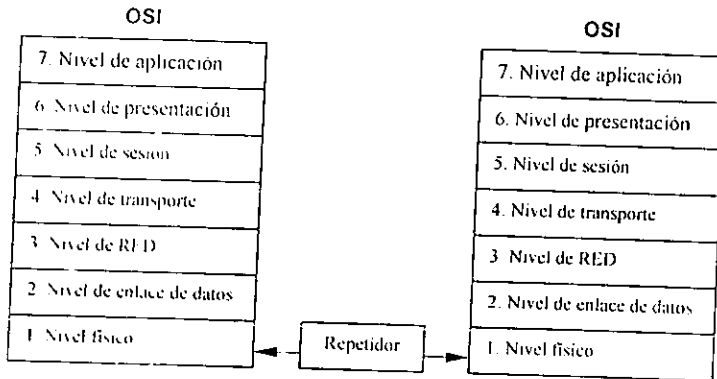 OSI
7. Nivel de aplicación
6. Nivel de presentación
5 Nivel de sesion
4 Nivel de transporte
3 Nivel de RED
2 Nivel de enlace de datos
1 Nivel físico
Repetidor
OSI
7. Nivel de aplicación
6. Nivel de presentación
5. Nivel de sesión
4. Nivel de transporte
3 Nivel de RED
2. Nivel de enlace de datos
1. Nivel físico